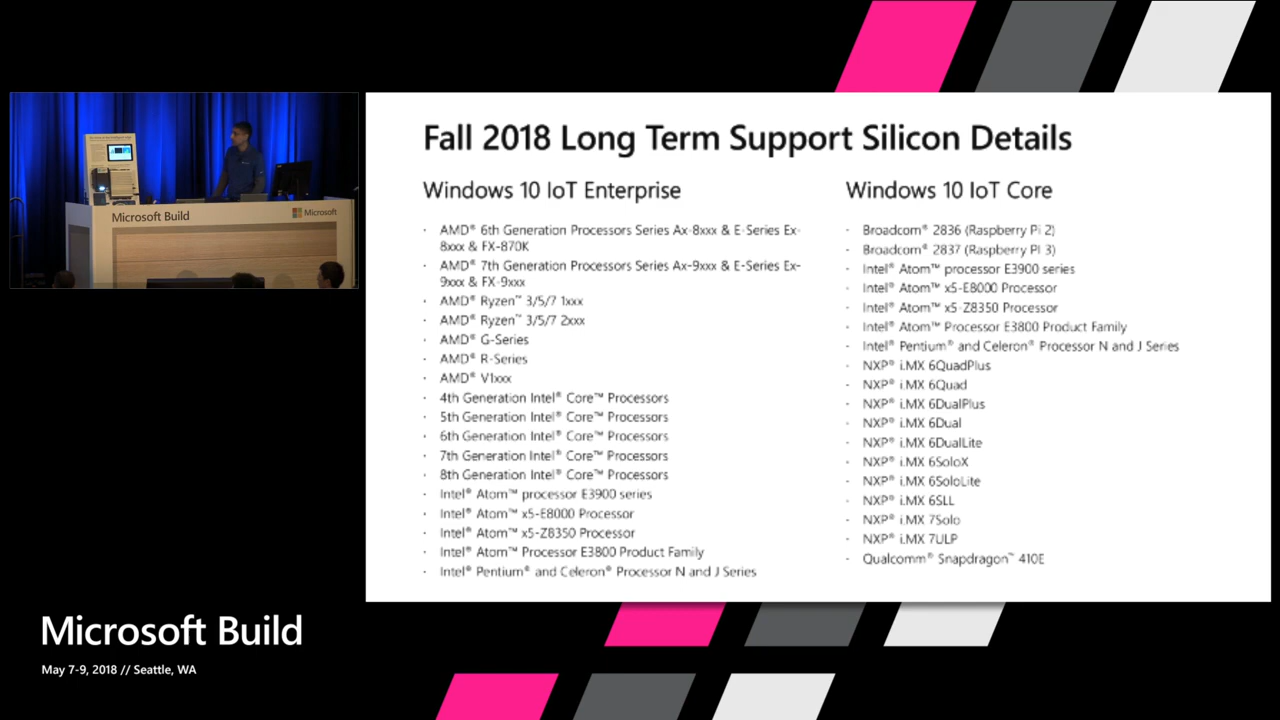 Fall 2018 Long Term Support Silicon Details
Windows 10 IoT Enterprise
· AMD® 6th Generation Processors Series Ax-8xxx & E-Series Ex-
8xxx & FX-870K
· AMD® 7th Generation Processors Series Ax-9xxx & E-Series Ex-
9xxx & FX-9xxx
· AMD® Ryzen™ 3/5/7 1xxx
· AMD® Ryzen™ 3/5/7 2xxx
· AMD® G-Series
· AMD® R-Series
· AMD® V1xxx
· 4th Generation Intel® Core™ Processors
· 5th Generation Intel® Core™ Processors
· 6th Generation Intel® Core™ Processors
· 7th Generation Intel® Core™ Processors
· 8th Generation Intel® Core™ Processors
· Intel® Atom™ processor E3900 series
· Intel® Atom™ x5-E8000 Processor
· Intel® Atom™ x5-Z8350 Processor
· Intel® Atom™ Processor E3800 Product Family
· Intel® Pentium® and Celeron® Processor N and J Series
Windows 10 IoT Core
· Broadcom® 2836 (Raspberry Pi 2)
· Broadcom® 2837 (Raspberry Pi 3)
· Intel® Atom™ processor E3900 series
· Intel® Atom™ x5-E8000 Processor
· Intel® Atom™ x5-Z8350 Processor
· Intel® Atom™ Processor E3800 Product Family
· Intel® Pentium® and Celeron® Processor N and J Series
· NXP® i.MX 6QuadPlus
· NXP® i.MX 6Quad
· NXP® i.MX 6DualPlus
· NXP® i.MX 6Dual
· NXP® i.MX 6DualLite
· NXP® i.MX 6SoloX
· NXP® i.MX 6SoloLite
· NXP® i.MX 6SLL
· NXP® i.MX 7Solo
· NXP® i.MX 7ULP
· Qualcomm® Snapdragon™ 410E
Microsoft Build
Microsoft
Microsoft Build
May 7-9, 2018 // Seattle, WA